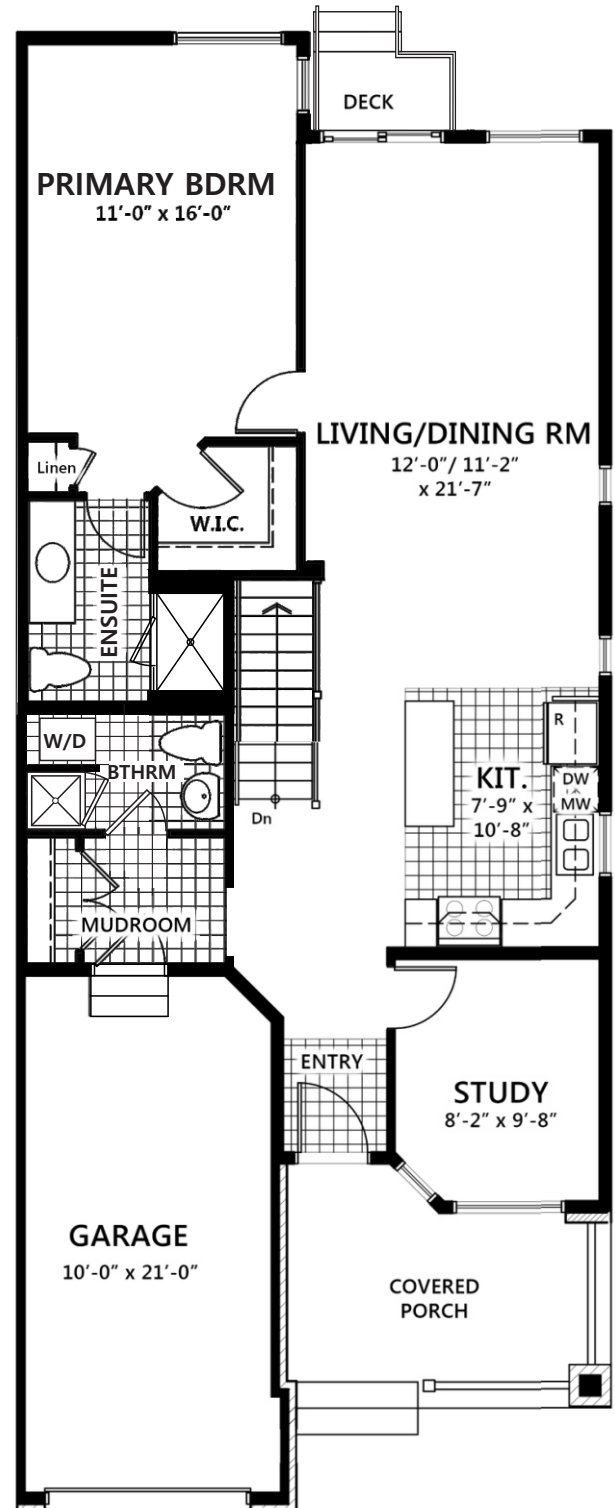 DECK
PRIMARY BDRM
11'-0" x 16'-0"
LIVING/DINING RM
12'-0"/ 11'-2"
x 21'-7"
Linen
W.I.C.
ENSUITE
R
W/D
BTHRM
KIT.
7'-9" x
10'-8"
DW
MW
Dn
MUDROOM
ENTRY
STUDY
8'-2" x 9'-8"
GARAGE
10'-0" x 21'-0"
COVERED
PORCH